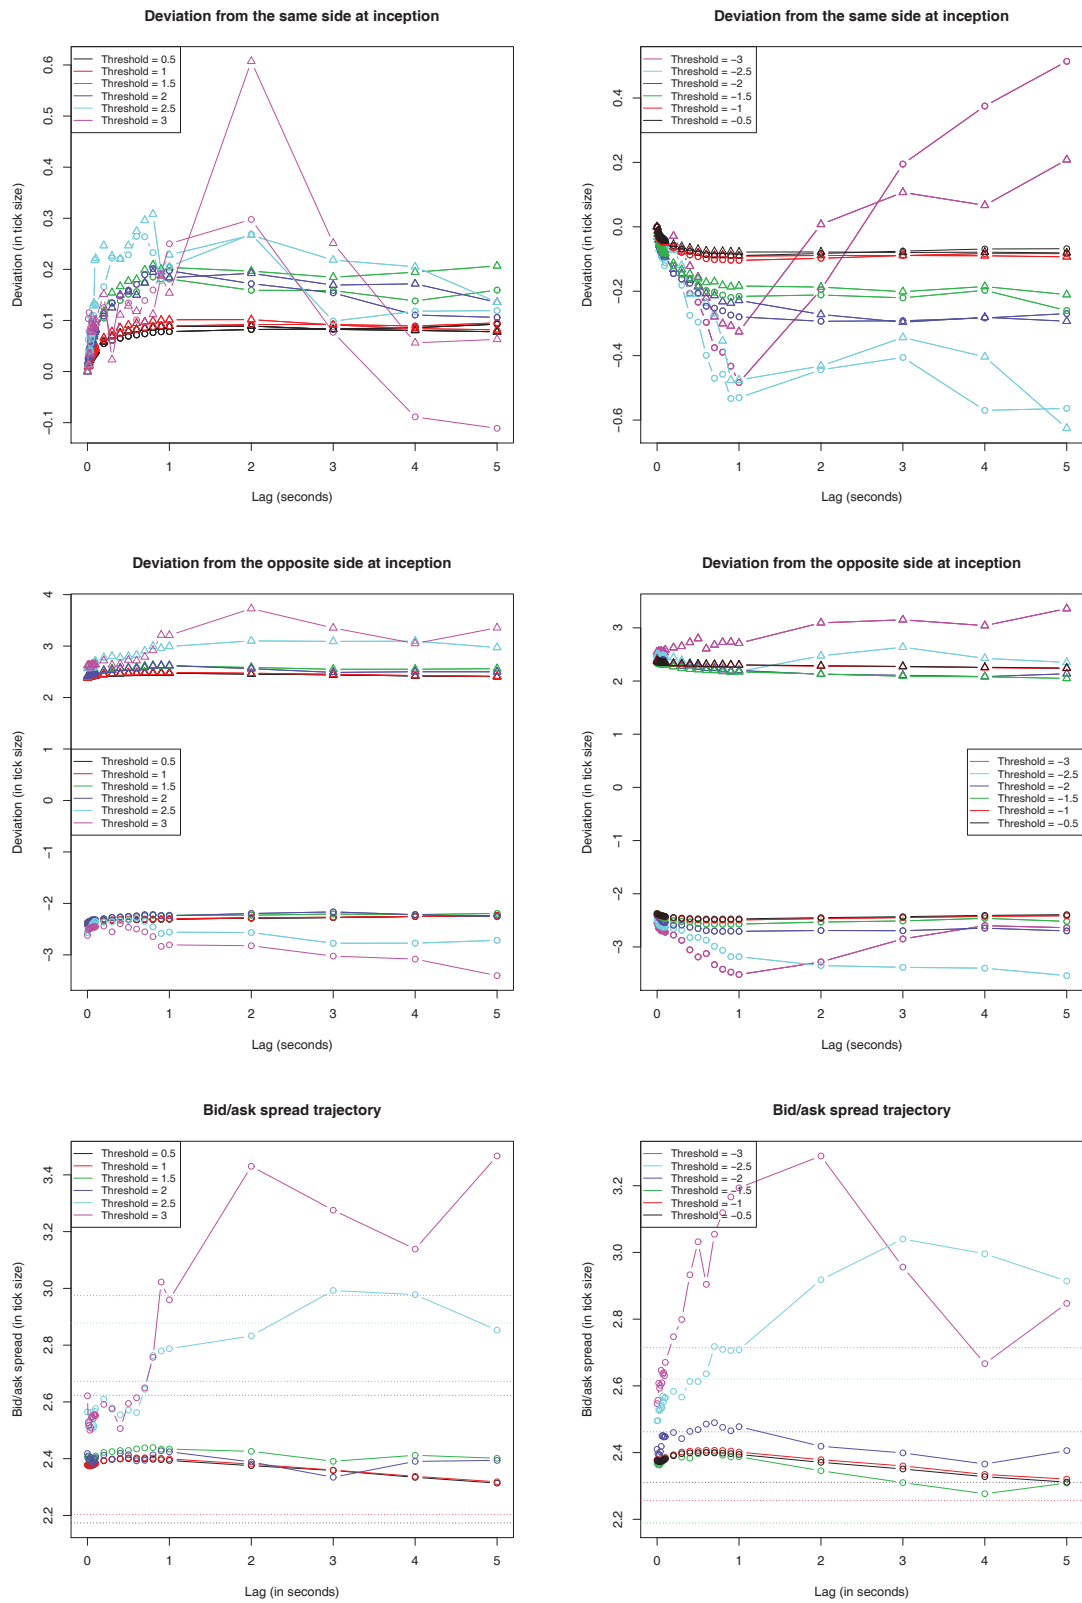 Deviation from the same side at inception
Threshold = 0.5
Threshold = 1
Threshold = 1.5
Threshold = 2
Threshold = 2.5
Threshold = 3
Deviation (in tick size)
−0.1 0.0 0.1 0.2 0.3 0.4 0.5 0.6
0 1 2 3 4 5
Lag (seconds)
Deviation from the same side at inception
Threshold = −3
Threshold = −2.5
Threshold = −2
Threshold = −1.5
Threshold = −1
Threshold = −0.5
Deviation (in tick size)
−0.6 −0.4 −0.2 0.0 0.2 0.4
0 1 2 3 4 5
Lag (seconds)
Deviation from the opposite side at inception
Threshold = 0.5
Threshold = 1
Threshold = 1.5
Threshold = 2
Threshold = 2.5
Threshold = 3
Deviation (in tick size)
−3 −2 −1 0 1 2 3 4
0 1 2 3 4 5
Lag (seconds)
Deviation from the opposite side at inception
Threshold = −3
Threshold = −2.5
Threshold = −2
Threshold = −1.5
Threshold = −1
Threshold = −0.5
Deviation (in tick size)
−3 −2 −1 0 1 2 3
0 1 2 3 4 5
Lag (seconds)
Bid/ask spread trajectory
Threshold = 0.5
Threshold = 1
Threshold = 1.5
Threshold = 2
Threshold = 2.5
Threshold = 3
Bid/ask spread (in tick size)
2.2 2.4 2.6 2.8 3.0 3.2 3.4
0 1 2 3 4 5
Lag (in seconds)
Bid/ask spread trajectory
Threshold = −3
Threshold = −2.5
Threshold = −2
Threshold = −1.5
Threshold = −1
Threshold = −0.5
Bid/ask spread (in tick size)
2.2 2.4 2.6 2.8 3.0 3.2
0 1 2 3 4 5
Lag (in seconds)